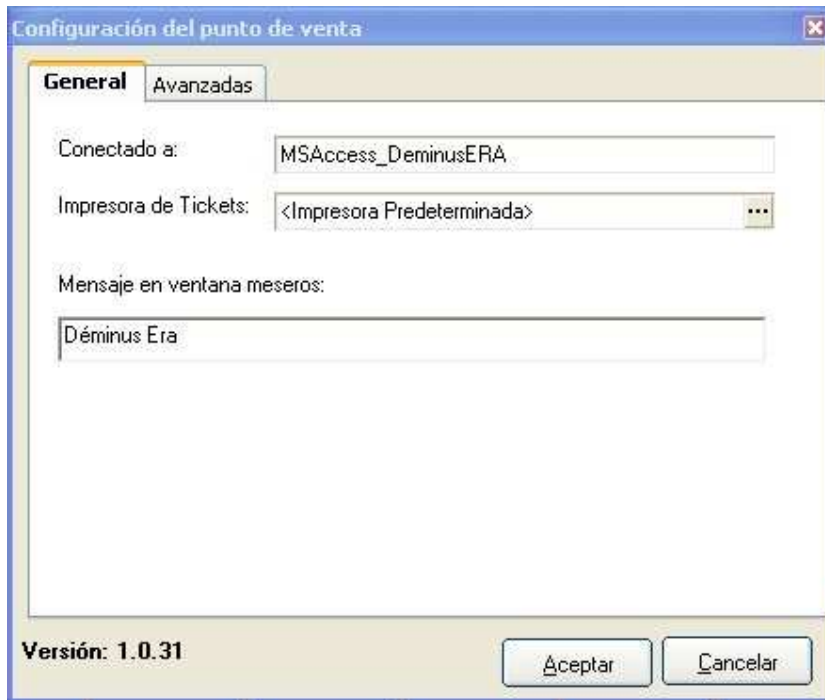 Configuración del punto de venta
General Avanzadas
Conectado a: MSAccess_DeminusERA
Impresora de Tickets: <Impresora Predeterminada> ...
Mensaje en ventana meseros:
Déminus Era
Versión: 1.0.31 Aceptar Cancelar